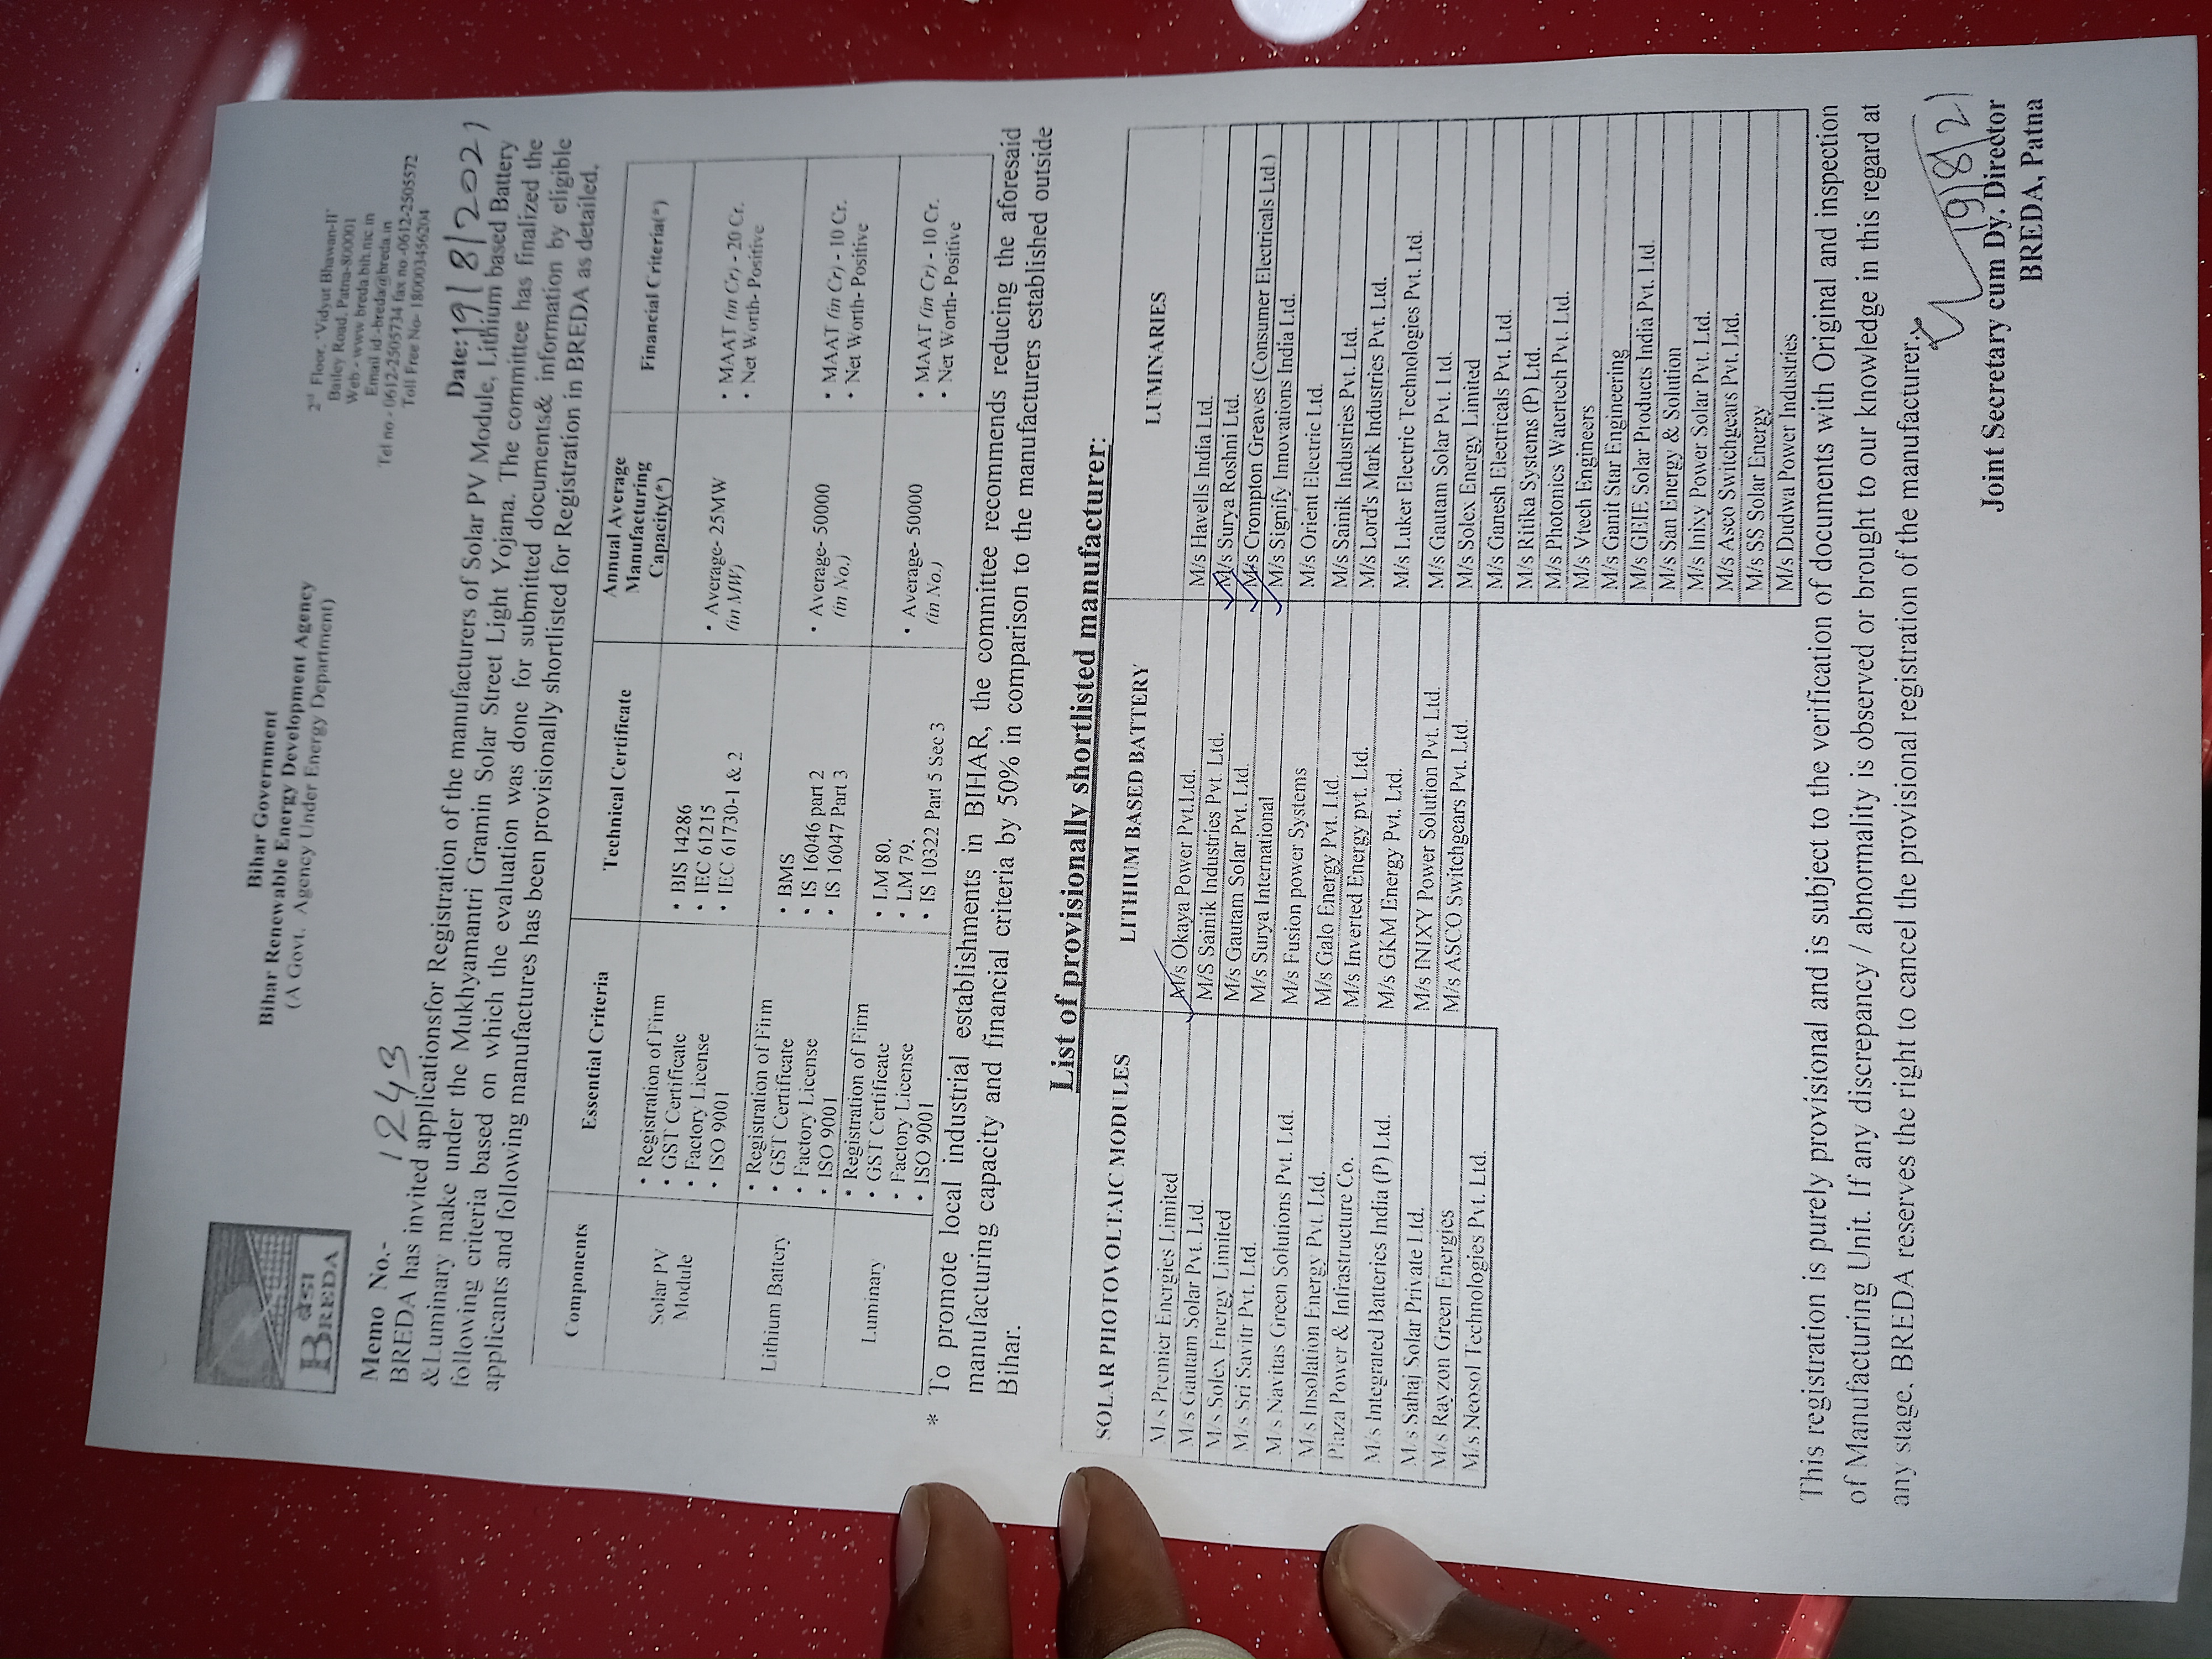 बेडा
BREDA
Bihar Government
Bihar Renewable Energy Development Agency
(A Govt. Agency Under Energy Department)
2nd Floor, "Vidyut Bhawan-II"
Bailey Road, Patna-800001
Web:- www.breda.bih.nic.in
Email id:-breda@breda.in
Tel no:- 0612-2505734 fax no:-0612-2505572
Toll Free No- 180003456204
Memo No.- 1243
Date: 19/8/2021
BREDA has invited applicationsfor Registration of the manufacturers of Solar PV Module, Lithium based Battery
&Luminary make under the Mukhyamantri Gramin Solar Street Light Yojana. The committee has finalized the
following criteria based on which the evaluation was done for submitted documents& information by eligible
applicants and following manufactures has been provisionally shortlisted for Registration in BREDA as detailed.
Components
Essential Criteria
Technical Certificate
Annual Average
Manufacturing
Capacity(*)
Financial Criteria(*)
Solar PV
Module
• Registration of Firm
• GST Certificate
• Factory License
• ISO 9001
• BIS 14286
• IEC 61215
• IEC 61730-1 & 2
• Average- 25MW
(in MW)
• MAAT (in Cr) - 20 Cr.
• Net Worth- Positive
Lithium Battery
• Registration of Firm
• GST Certificate
• Factory License
• ISO 9001
• BMS
• IS 16046 part 2
• IS 16047 Part 3
• Average- 50000
(in No.)
• MAAT (in Cr) - 10 Cr.
• Net Worth- Positive
Luminary
• Registration of Firm
• GST Certificate
• Factory License
• ISO 9001
• LM 80.
• LM 79.
• IS 10322 Part 5 Sec 3
• Average- 50000
(in No.)
• MAAT (in Cr) - 10 Cr.
• Net Worth- Positive
* To promote local industrial establishments in BIHAR, the committee recommends reducing the aforesaid
manufacturing capacity and financial criteria by 50% in comparison to the manufacturers established outside
Bihar.
List of provisionally shortlisted manufacturer:
SOLAR PHOTOVOLTAIC MODULES
M/s Premier Energies Limited
M/s Gautam Solar Pvt. Ltd.
M/s Solex Energy Limited
M/s Sri Savitr Pvt. Ltd.
M/s Navitas Green Solutions Pvt. Ltd.
M/s Insolation Energy Pvt. Ltd.
Plaza Power & Infrastructure Co.
M/s Integrated Batteries India (P) Ltd.
M/s Sahaj Solar Private Ltd.
M/s Rayzon Green Energies
M/s Neosol Technologies Pvt. Ltd.
LITHIUM BASED BATTERY
M/s Okaya Power Pvt.Ltd.
M/S Sainik Industries Pvt. Ltd.
M/s Gautam Solar Pvt. Ltd.
M/s Surya International
M/s Fusion power Systems
M/s Galo Energy Pvt. Ltd.
M/s Inverted Energy pvt. Ltd.
M/s GKM Energy Pvt. Ltd.
M/s INIXY Power Solution Pvt. Ltd.
M/s ASCO Switchgears Pvt. Ltd.
LUMINARIES
M/s Havells India Ltd.
M/s Surya Roshni Ltd.
M/s Crompton Greaves (Consumer Electricals Ltd.)
M/s Signify Innovations India Ltd.
M/s Orient Electric Ltd.
M/s Sainik Industries Pvt. Ltd.
M/s Lord's Mark Industries Pvt. Ltd.
M/s Luker Electric Technologies Pvt. Ltd.
M/s Gautam Solar Pvt. Ltd.
M/s Solex Energy Limited
M/s Ganesh Electricals Pvt. Ltd.
M/s Ritika Systems (P) Ltd.
M/s Photonics Watertech Pvt. Ltd.
M/s Vtech Engineers
M/s Ganit Star Engineering
M/s GEIE Solar Products India Pvt. Ltd.
M/s San Energy & Solution
M/s Inixy Power Solar Pvt. Ltd.
M/s Asco Switchgears Pvt. Ltd.
M/s SS Solar Energy
M/s Dudwa Power Industries
This registration is purely provisional and is subject to the verification of documents with Original and inspection
of Manufacturing Unit. If any discrepancy / abnormality is observed or brought to our knowledge in this regard at
any stage, BREDA reserves the right to cancel the provisional registration of the manufacturer.
19/8/21
Joint Secretary cum Dy. Director
BREDA, Patna